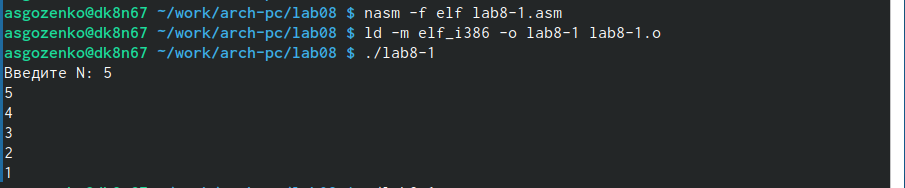 asgozenko@dk8n67 ~/work/arch-pc/lab08 $ nasm -f elf lab8-1.asm
asgozenko@dk8n67 ~/work/arch-pc/lab08 $ ld -m elf_i386 -o lab8-1 lab8-1.o
asgozenko@dk8n67 ~/work/arch-pc/lab08 $ ./lab8-1
Введите N: 5
5
4
3
2
1